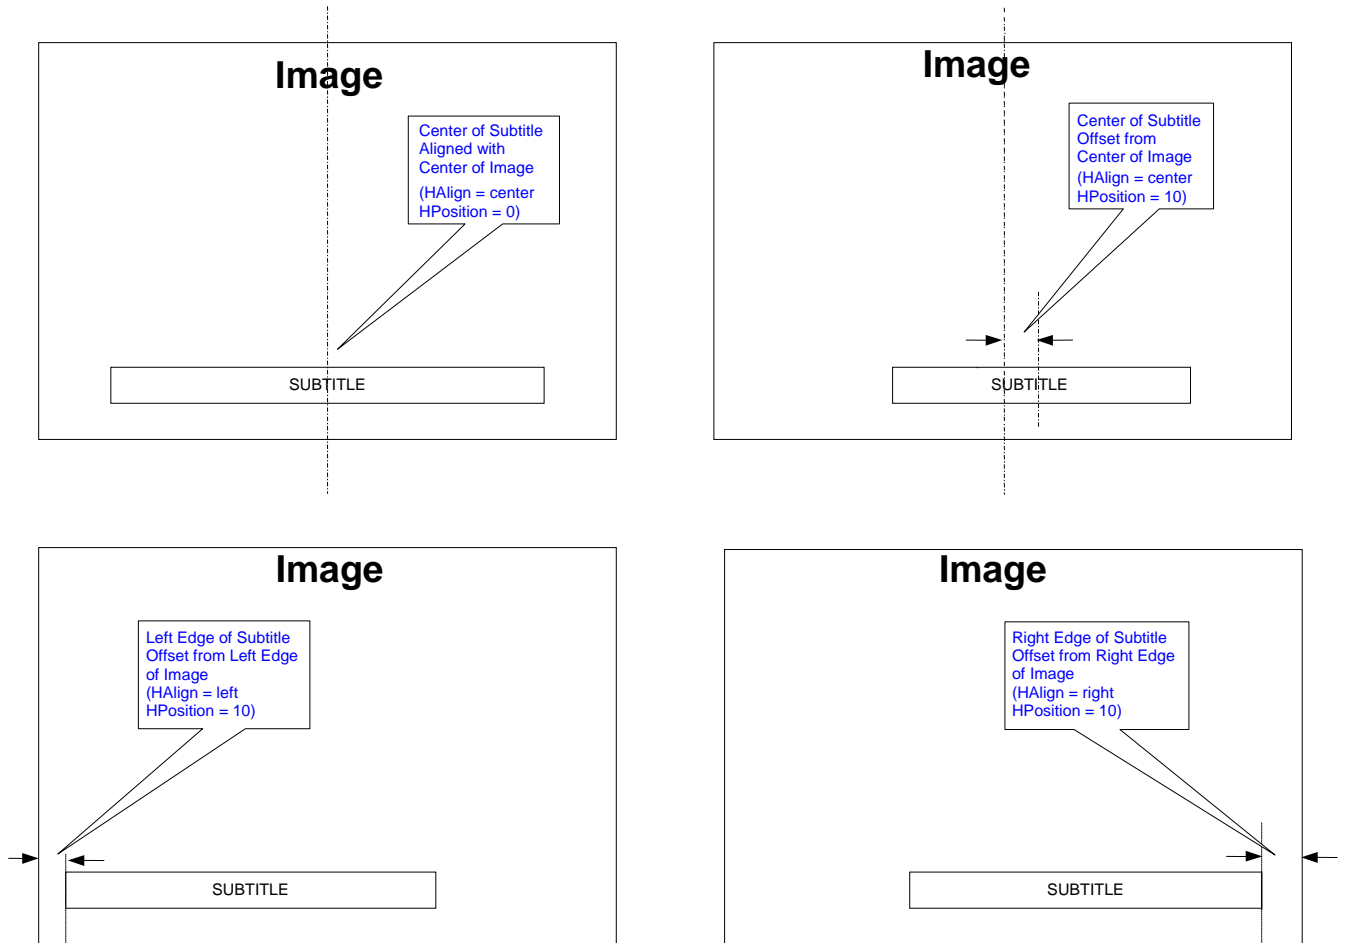 Image
Center of Subtitle
Aligned with
Center of Image
(HAlign = center
HPosition = 0)
SUBTITLE
Image
Center of Subtitle
Offset from
Center of Image
(HAlign = center
HPosition = 10)
SUBTITLE
Image
Left Edge of Subtitle
Offset from Left Edge
of Image
(HAlign = left
HPosition = 10)
SUBTITLE
Image
Right Edge of Subtitle
Offset from Right Edge
of Image
(HAlign = right
HPosition = 10)
SUBTITLE